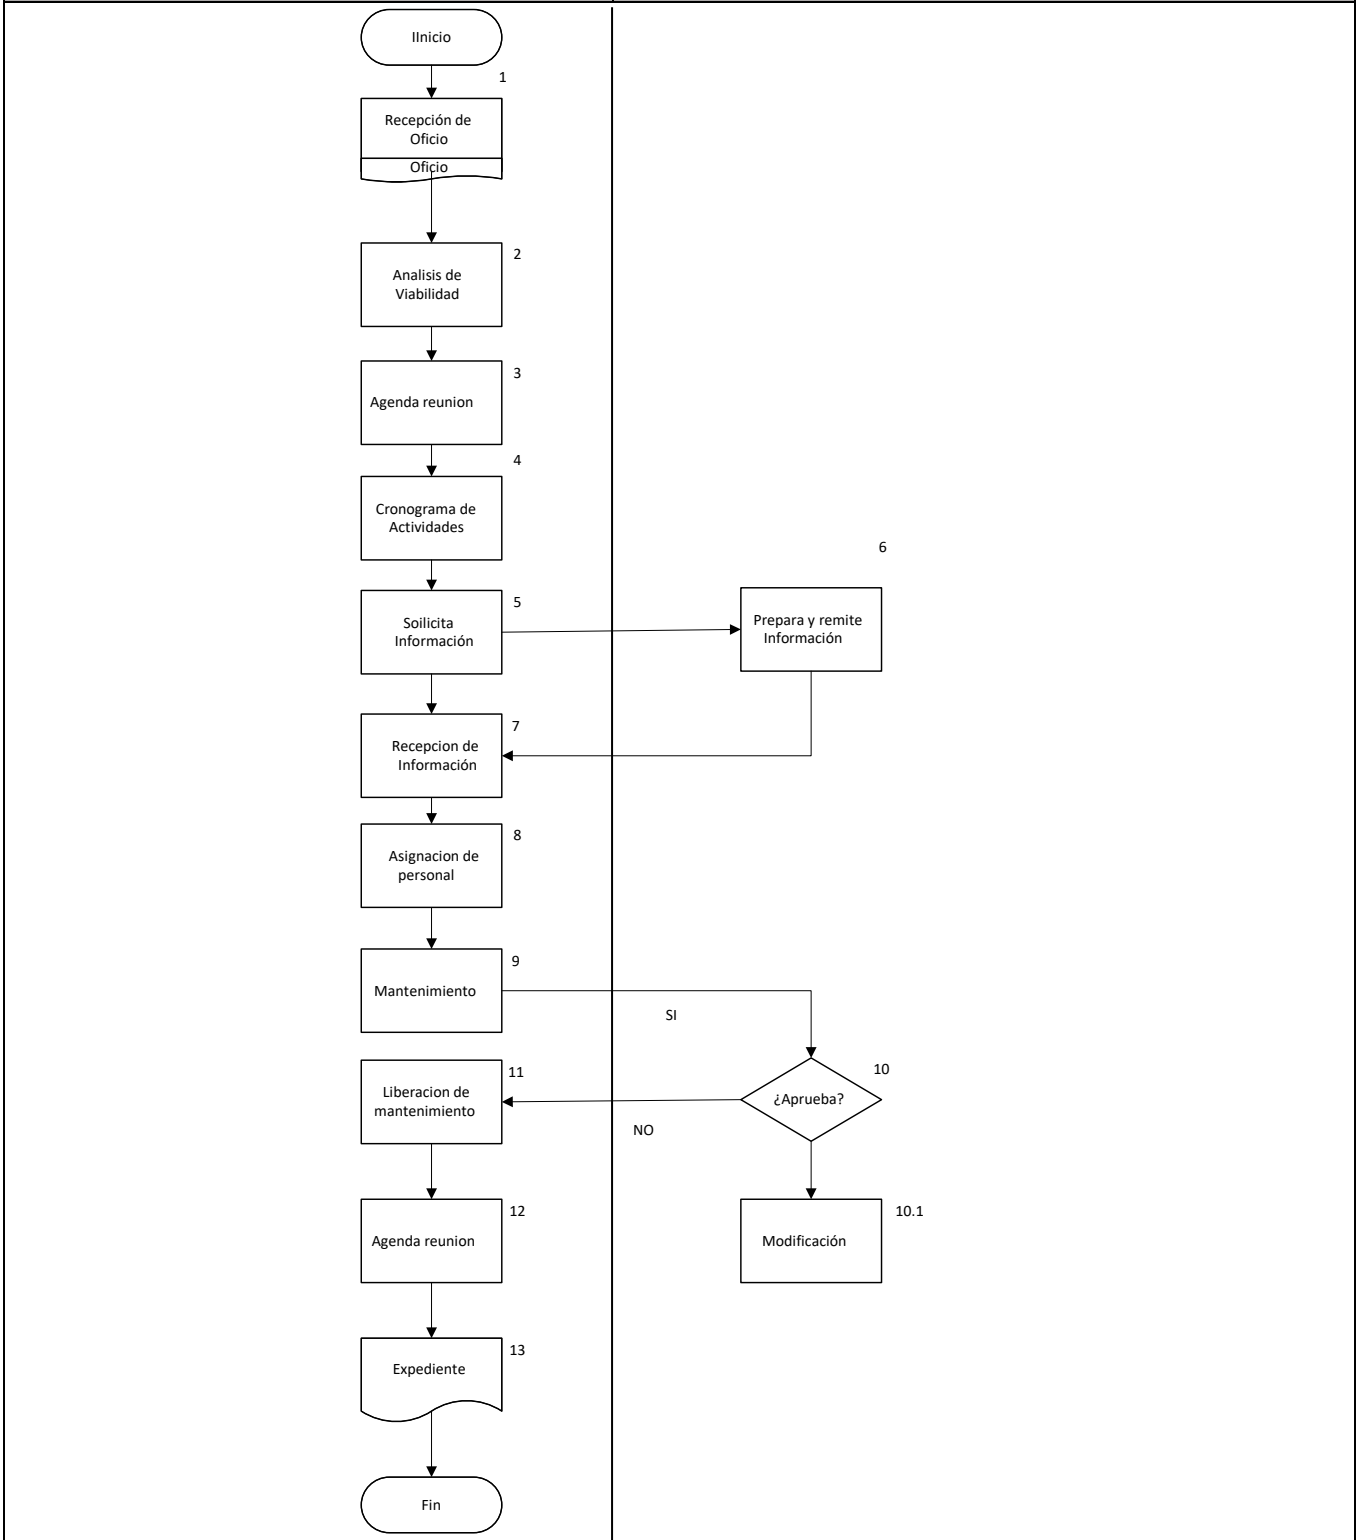 IInicio
1
Recepción de
Oficio
Oficio
2
Analisis de
Viabilidad
3
Agenda reunion
4
Cronograma de
Actividades
5
Soilicita
Información
6
Prepara y remite
Información
7
Recepcion de
Información
8
Asignacion de
personal
9
Mantenimiento
SI
10
¿Aprueba?
11
Liberacion de
mantenimiento
NO
12
Agenda reunion
10.1
Modificación
13
Expediente
Fin